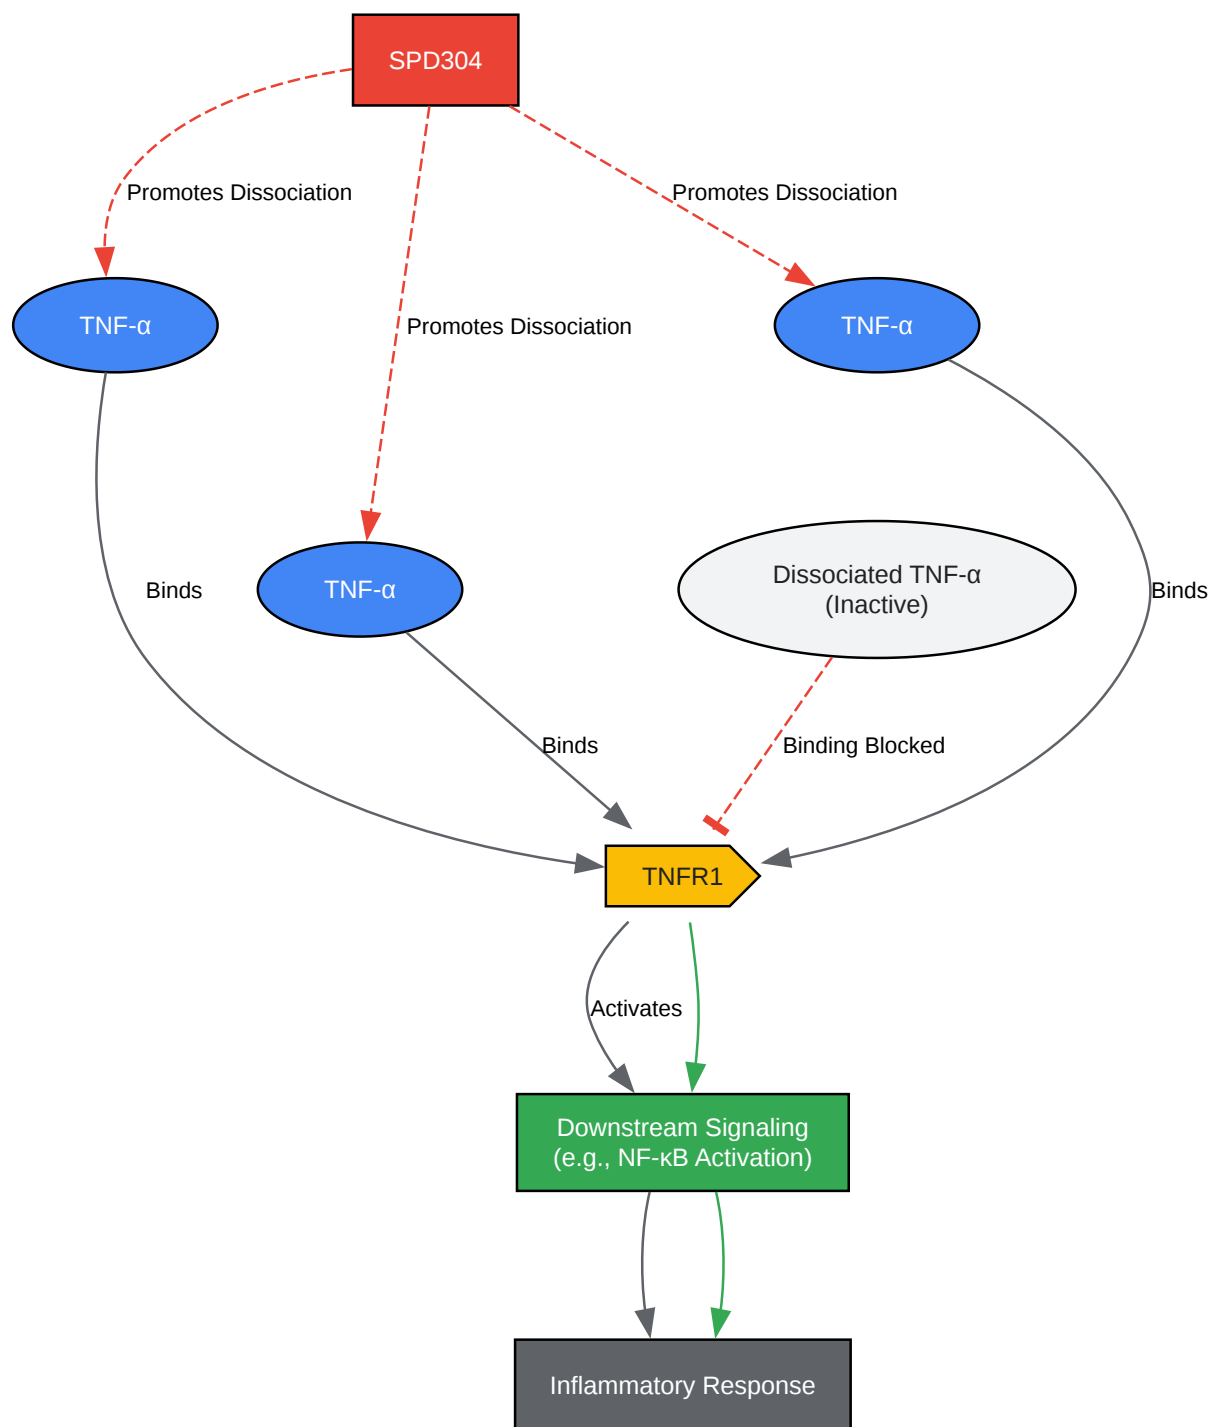 SPD304
Promotes Dissociation
Promotes Dissociation
TNF-α
Promotes Dissociation
TNF-α
Binds
TNF-α
Dissociated TNF-α
(Inactive)
Binds
Binds
Binding Blocked
TNFR1
Activates
Downstream Signaling
(e.g., NF-κB Activation)
Inflammatory Response